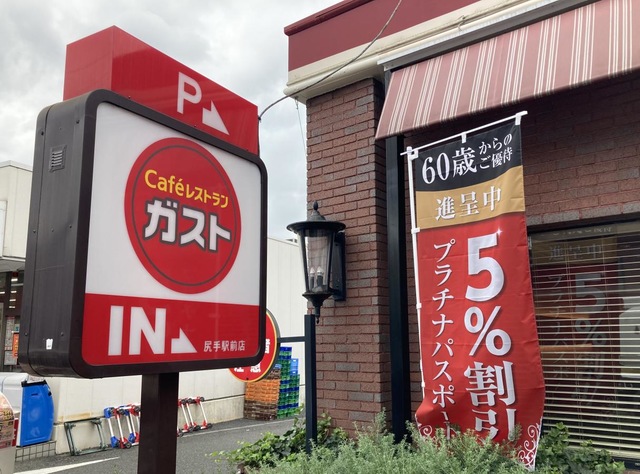 P
Caféレストラン
ガスト
IN
尻手駅前店
60歳からの
ご優待
進呈中
5%割引
プラチナパスポー